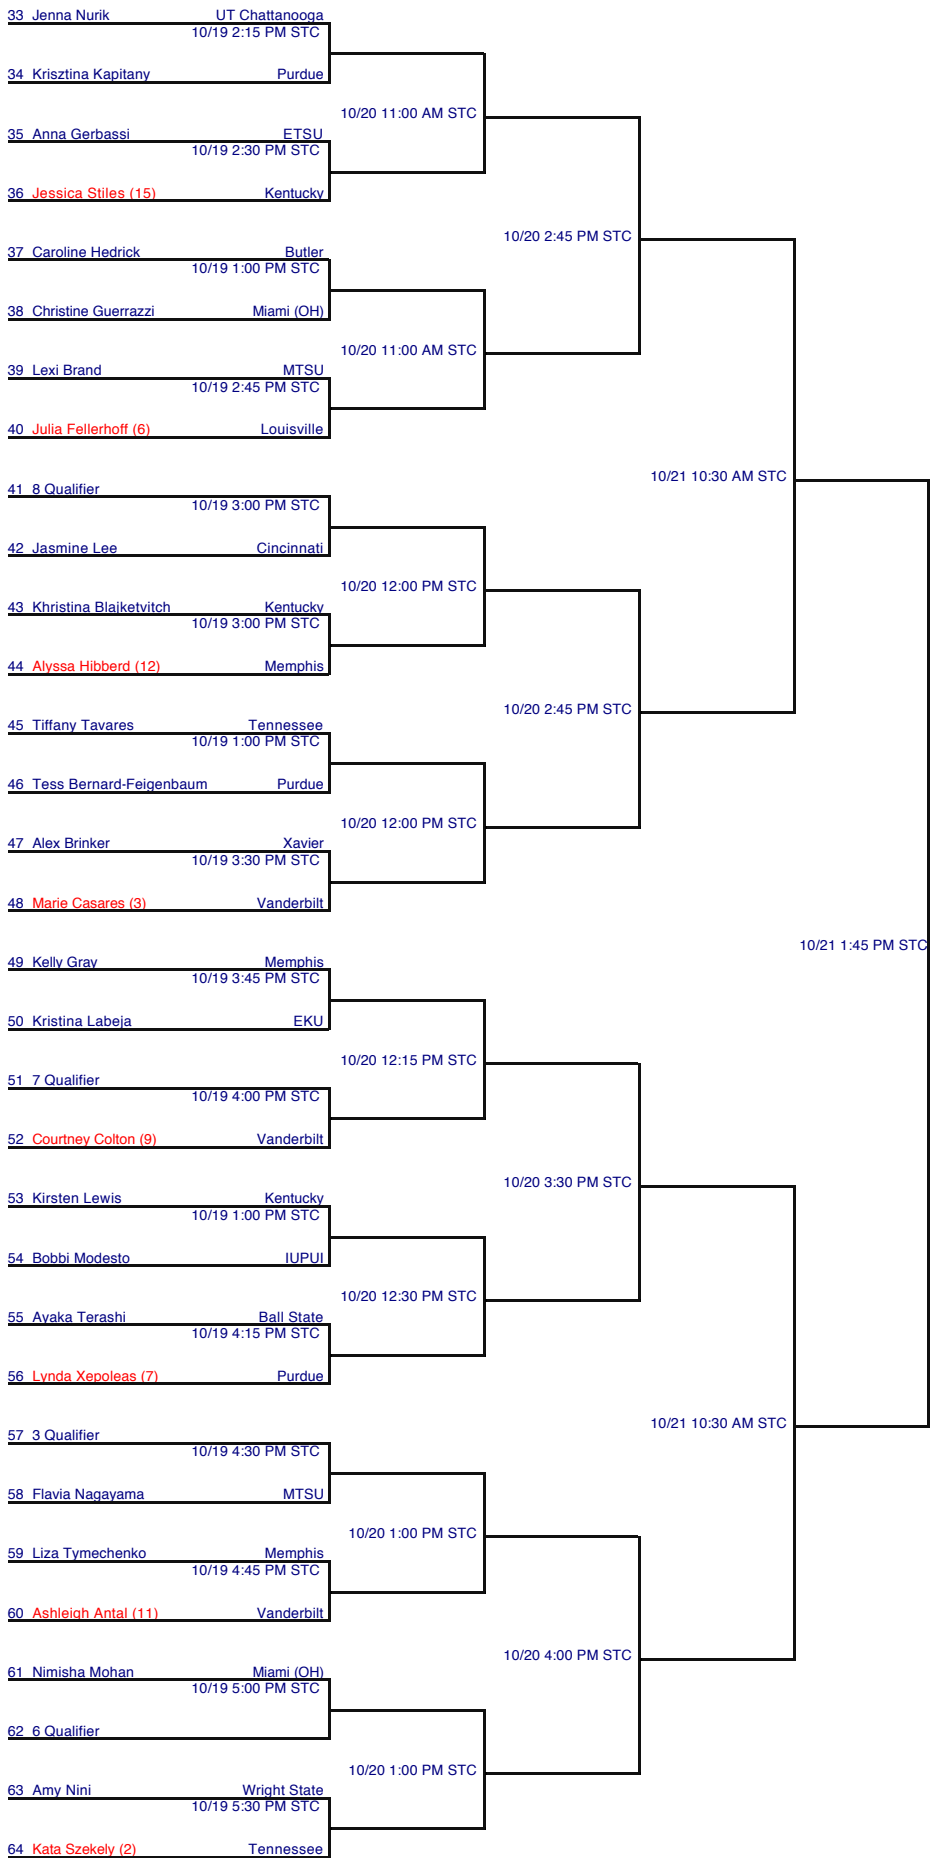 33 Jenna Nurik UT Chattanooga
10/19 2:15 PM STC
34 Krisztina Kapitany Purdue
10/20 11:00 AM STC
35 Anna Gerbassi ETSU
10/19 2:30 PM STC
36 Jessica Stiles (15) Kentucky
10/20 2:45 PM STC
37 Caroline Hedrick Butler
10/19 1:00 PM STC
38 Christine Guerrazzi Miami (OH)
10/20 11:00 AM STC
39 Lexi Brand MTSU
10/19 2:45 PM STC
40 Julia Fellerhoff (6) Louisville
10/21 10:30 AM STC
41 8 Qualifier
10/19 3:00 PM STC
42 Jasmine Lee Cincinnati
10/20 12:00 PM STC
43 Khristina Blajketvitch Kentucky
10/19 3:00 PM STC
44 Alyssa Hibberd (12) Memphis
10/20 2:45 PM STC
45 Tiffany Tavares Tennessee
10/19 1:00 PM STC
46 Tess Bernard-Feigenbaum Purdue
10/20 12:00 PM STC
47 Alex Brinker Xavier
10/19 3:30 PM STC
48 Marie Casares (3) Vanderbilt
10/21 1:45 PM STC
49 Kelly Gray Memphis
10/19 3:45 PM STC
50 Kristina Labeja EKU
10/20 12:15 PM STC
51 7 Qualifier
10/19 4:00 PM STC
52 Courtney Colton (9) Vanderbilt
10/20 3:30 PM STC
53 Kirsten Lewis Kentucky
10/19 1:00 PM STC
54 Bobbi Modesto IUPUI
10/20 12:30 PM STC
55 Ayaka Terashi Ball State
10/19 4:15 PM STC
56 Lynda Xepoleas (7) Purdue
10/21 10:30 AM STC
57 3 Qualifier
10/19 4:30 PM STC
58 Flavia Nagayama MTSU
10/20 1:00 PM STC
59 Liza Tymechenko Memphis
10/19 4:45 PM STC
60 Ashleigh Antal (11) Vanderbilt
10/20 4:00 PM STC
61 Nimisha Mohan Miami (OH)
10/19 5:00 PM STC
62 6 Qualifier
10/20 1:00 PM STC
63 Amy Nini Wright State
10/19 5:30 PM STC
64 Kata Szekely (2) Tennessee